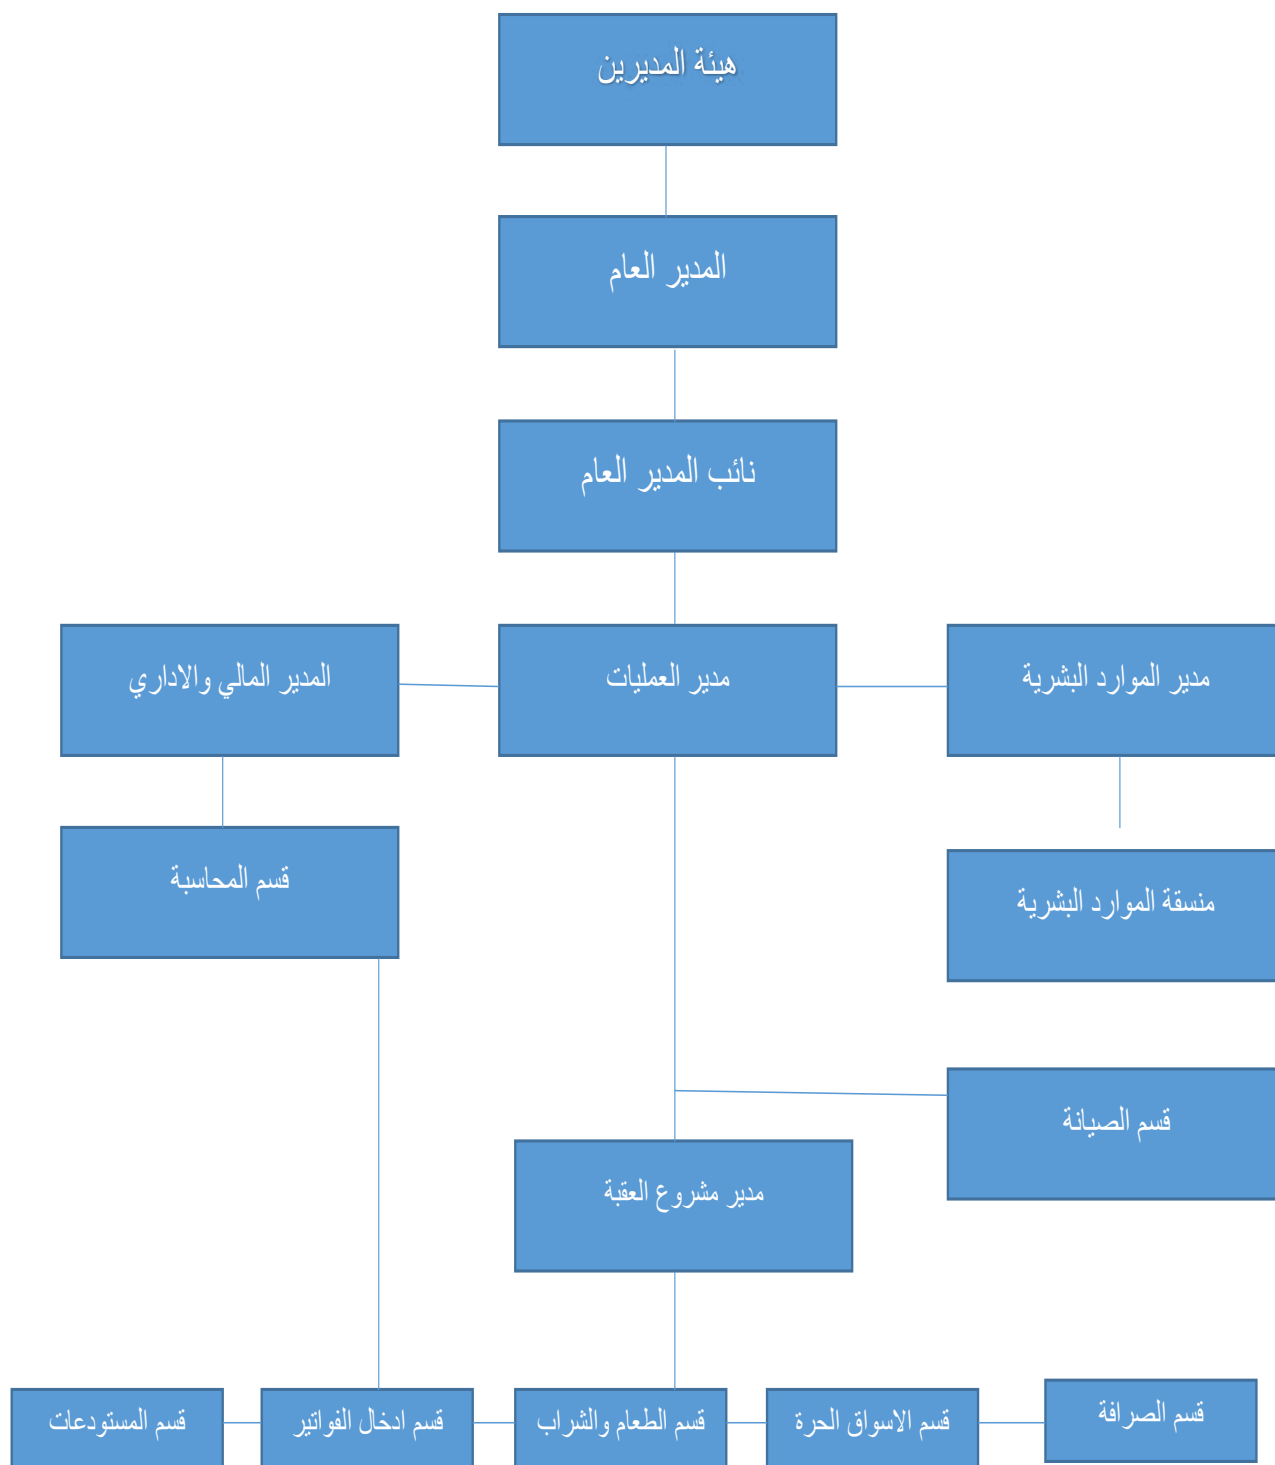 هيئة المديرين
المدير العام
نائب المدير العام
مدير الموارد البشرية
مدير العمليات
المدير المالي والاداري
قسم المحاسبة
منسقة الموارد البشرية
قسم الصيانة
مدير مشروع العقبة
قسم الصرافة
قسم الاسواق الحرة
قسم الطعام والشراب
قسم ادخال الفواتير
قسم المستودعات